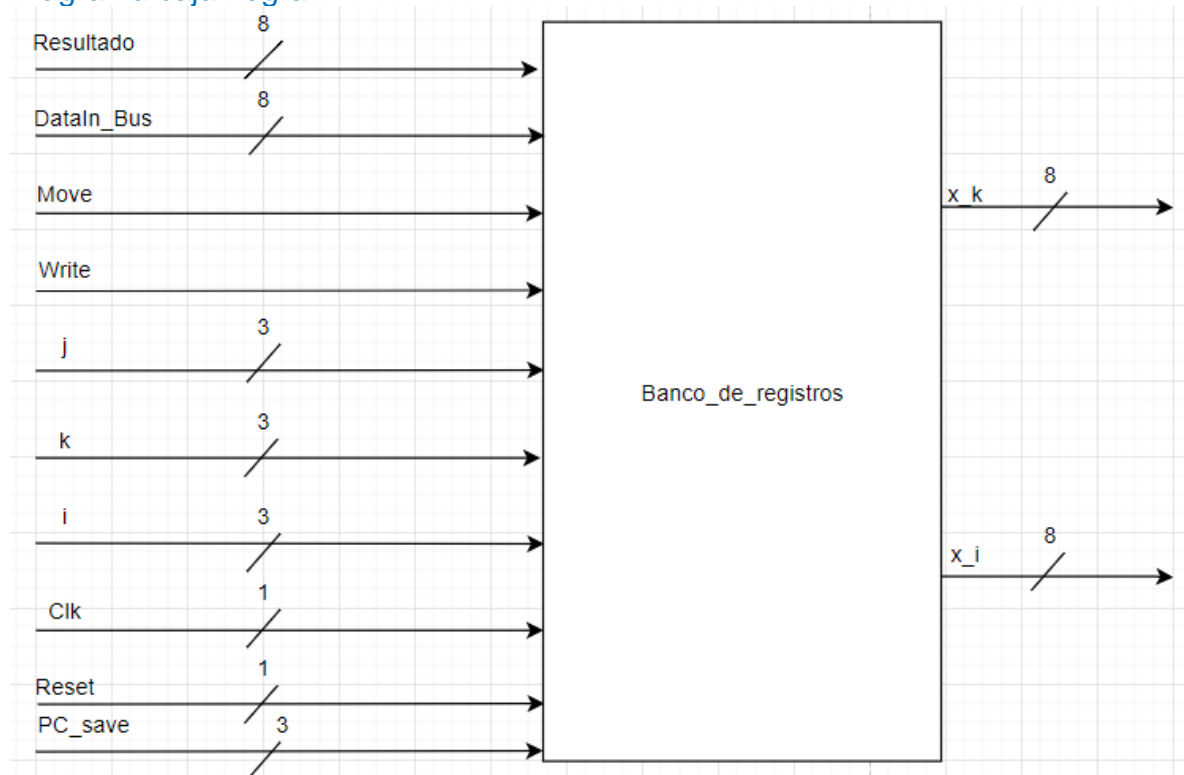 8
Resultado
8
DataIn_Bus
Move
8
x_k
Write
3
j
Banco_de_registros
3
k
3
i
8
x_i
1
Clk
1
Reset
PC_save 3